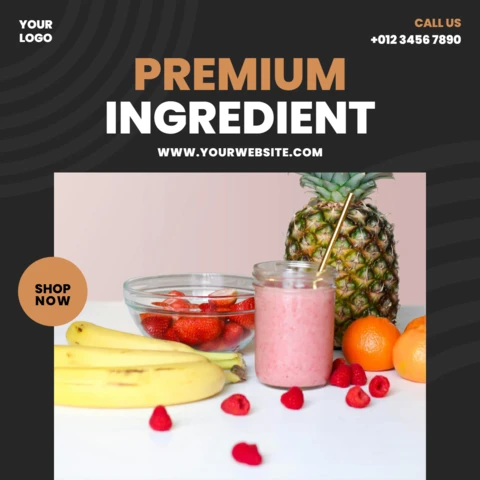 YOUR
LOGO
CALL US
+012 3456 7890
PREMIUM
INGREDIENT
WWW.YOURWEBSITE.COM
SHOP
NOW